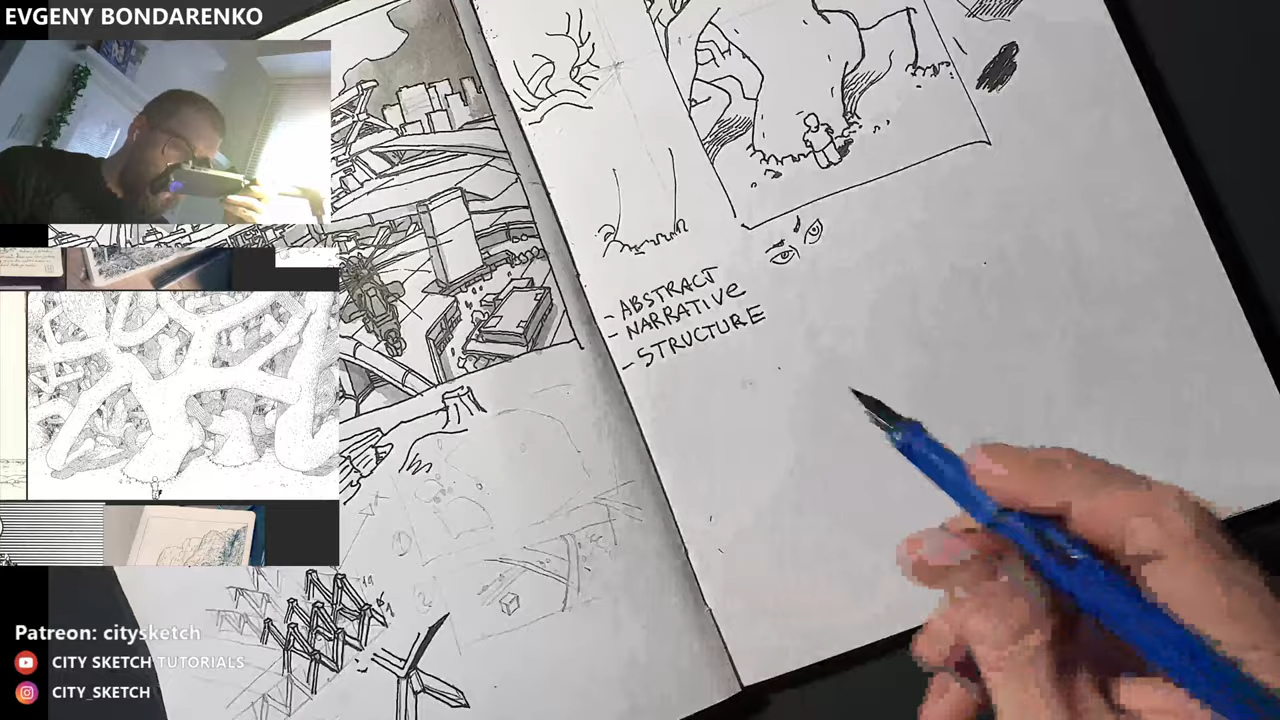 EVGENY BONDARENKO
- ABSTRACT
- NARRATIVE
- STRUCTURE
Patreon: citysketch
CITY SKETCH TUTORIALS
CITY_SKETCH